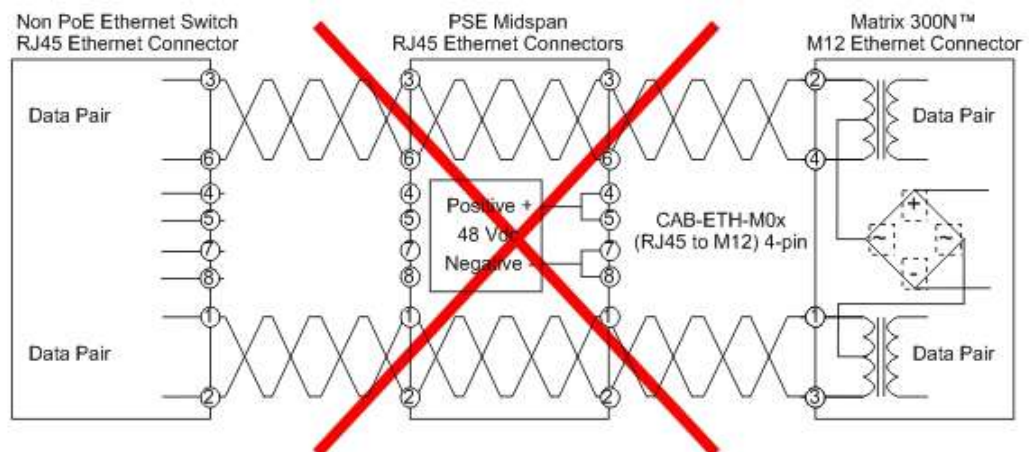 Non PoE Ethernet Switch
RJ45 Ethernet Connector
PSE Midspan
RJ45 Ethernet Connectors
Matrix 300N™
M12 Ethernet Connector
3
3
3
2
Data Pair
Data Pair
6
6
6
4
4
4
4
5
5
5
7
7
7
8
8
8
Positive +
48 Vdc
Negative -
CAB-ETH-M0x
(RJ45 to M12) 4-pin
+
~
~
-
1
1
1
1
Data Pair
Data Pair
2
2
2
3